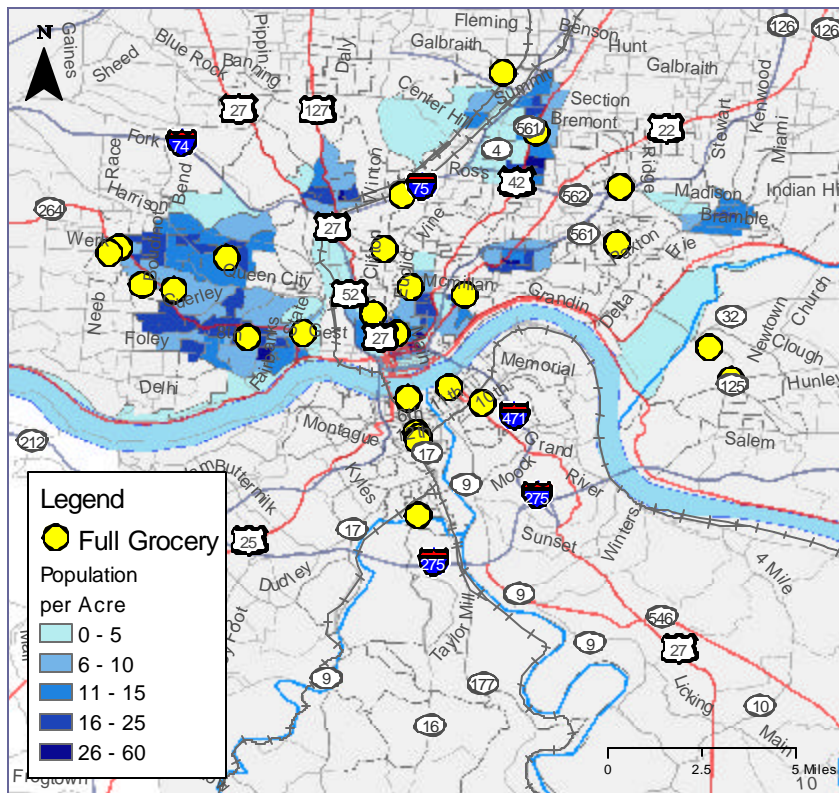 Fleming
Benson
126
126
Pippin
Galbraith
Hunt
N
Gaines
Sheed
Blue Rock
Banning
Daly
Galbraith
Kenwood
Summit
Center Hill
Section
27
127
Stewart
Bremont
561
22
Miami
Fork
74
4
Race
Bend
Winton
Ross
Ridge
75
42
562
Madison
Indian Hi
Harrison
264
Vine
Bramble
27
561
Werk
Clifton
Erie
Queen City
Mcmillan
52
Grandin
Delta
Church
Neeb
32
Newtown
Gest
27
Clough
Foley
Memorial
125
Hunley
Delhi
10th
471
Montague
Grand
Salem
212
17
Buttermilk
Kyles
Moock
9
River
275
Legend
Full Grocery
Population
per Acre
0 - 5
6 - 10
11 - 15
16 - 25
26 - 60
25
17
Winters
Sunset
275
4 Mile
Dudley
9
Taylor Mill
546
9
27
9
177
Licking
10
16
Main
0 2.5 5 Miles
Frogtown
10